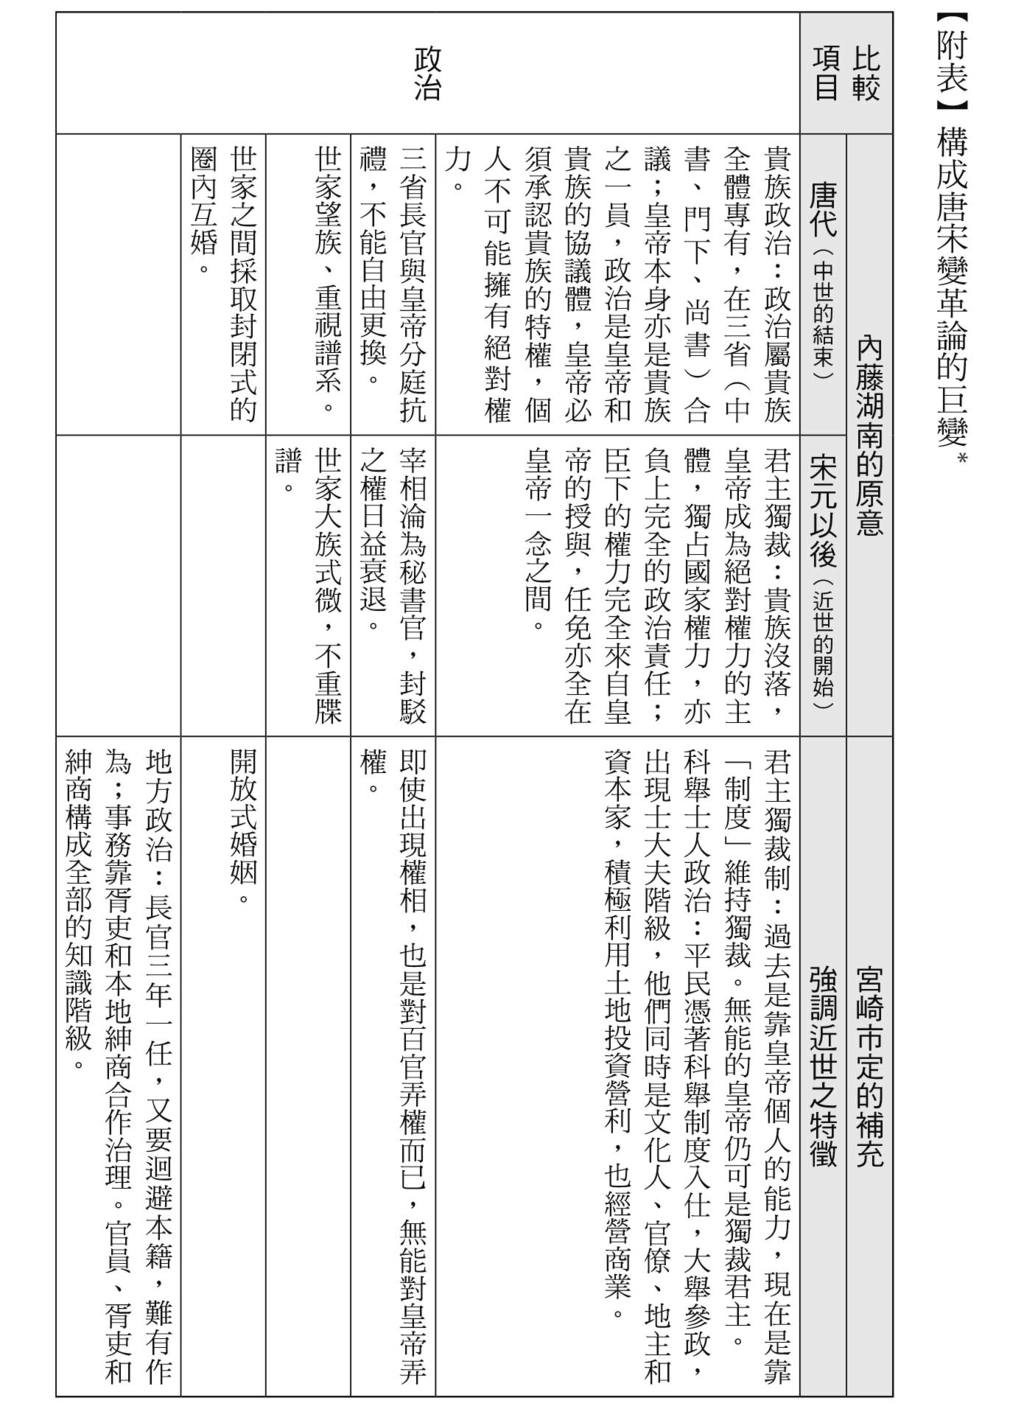 【附表】構成唐宋變革論的巨變*
比較
項目
內藤湖南的原意
唐代（中世的結束）
宋元以後（近世的開始）
宮崎市定的補充
強調近世之特徵
政治
貴族政治：政治屬貴族
全體專有，在三省（中
書、門下、尚書）合
議；皇帝本身亦是貴族
之一員，政治是皇帝和
貴族的協議體，皇帝必
須承認貴族的特權，個
人不可能擁有絕對權
力。
君主獨裁：貴族沒落，
皇帝成為絕對權力的主
體，獨占國家權力，亦
負上完全的政治責任；
臣下的權力完全來自皇
帝的授與，任免亦全在
皇帝一念之間。
君主獨裁制：過去是靠皇帝個人的能力，現在是靠
「制度」維持獨裁。無能的皇帝仍可是獨裁君主。
科舉士人政治：平民憑著科舉制度入仕，大舉參政，
出現士大夫階級，他們同時是文化人、官僚、地主和
資本家，積極利用土地投資營利，也經營商業。
三省長官與皇帝分庭抗
禮，不能自由更換。
宰相淪為秘書官，封駁
之權日益衰退。
即使出現權相，也是對百官弄權而已，無能對皇帝弄
權。
世家望族、重視譜系。
世家大族式微，不重牒
譜。
世家之間採取封閉式的
圈內互婚。
開放式婚姻。
地方政治：長官三年一任，又要迴避本籍，難有作
為；事務靠胥吏和本地紳商合作治理。官員、胥吏和
紳商構成全部的知識階級。